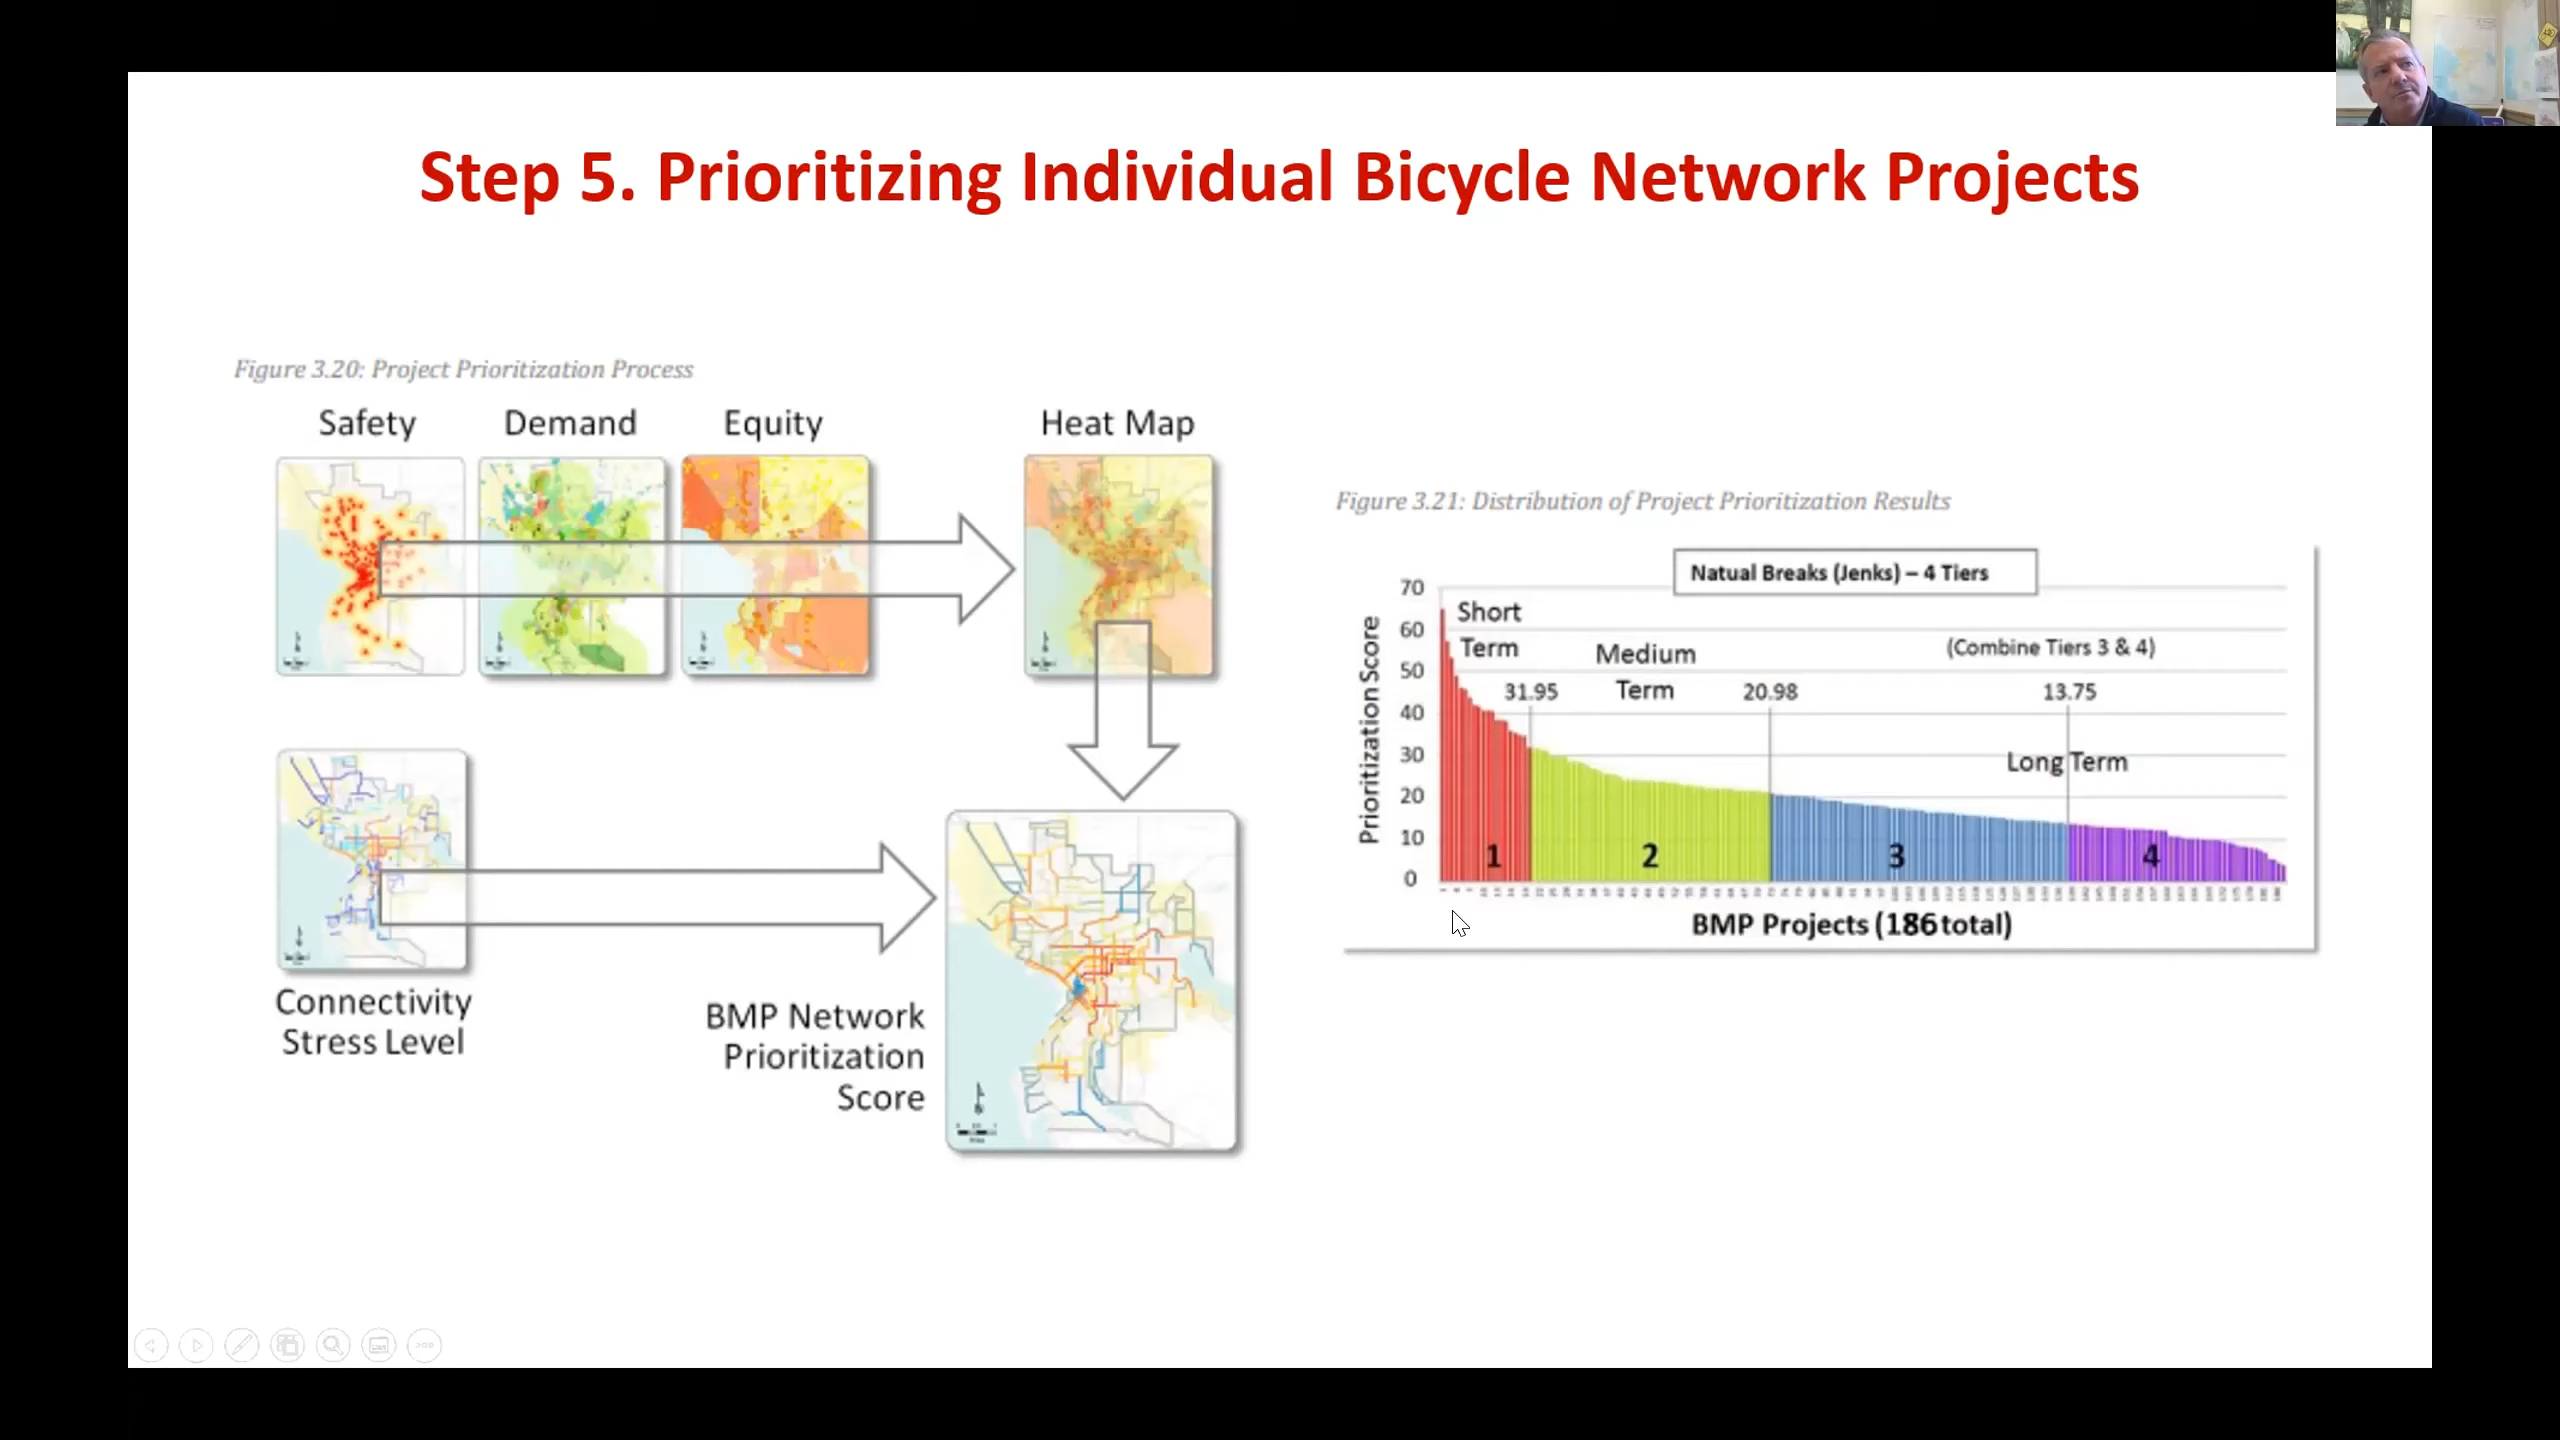 Step 5. Prioritizing Individual Bicycle Network Projects
Figure 3.20: Project Prioritization Process
Safety
Demand
Equity
Heat Map
Connectivity
Stress Level
BMP Network
Prioritization
Score
Figure 3.21: Distribution of Project Prioritization Results
Natual Breaks (Jenks) – 4 Tiers
Prioritization Score
70
60
50
40
30
20
10
0
Short
Term
31.95
Medium
Term
20.98
(Combine Tiers 3 & 4)
13.75
Long Term
1
2
3
4
BMP Projects (186 total)